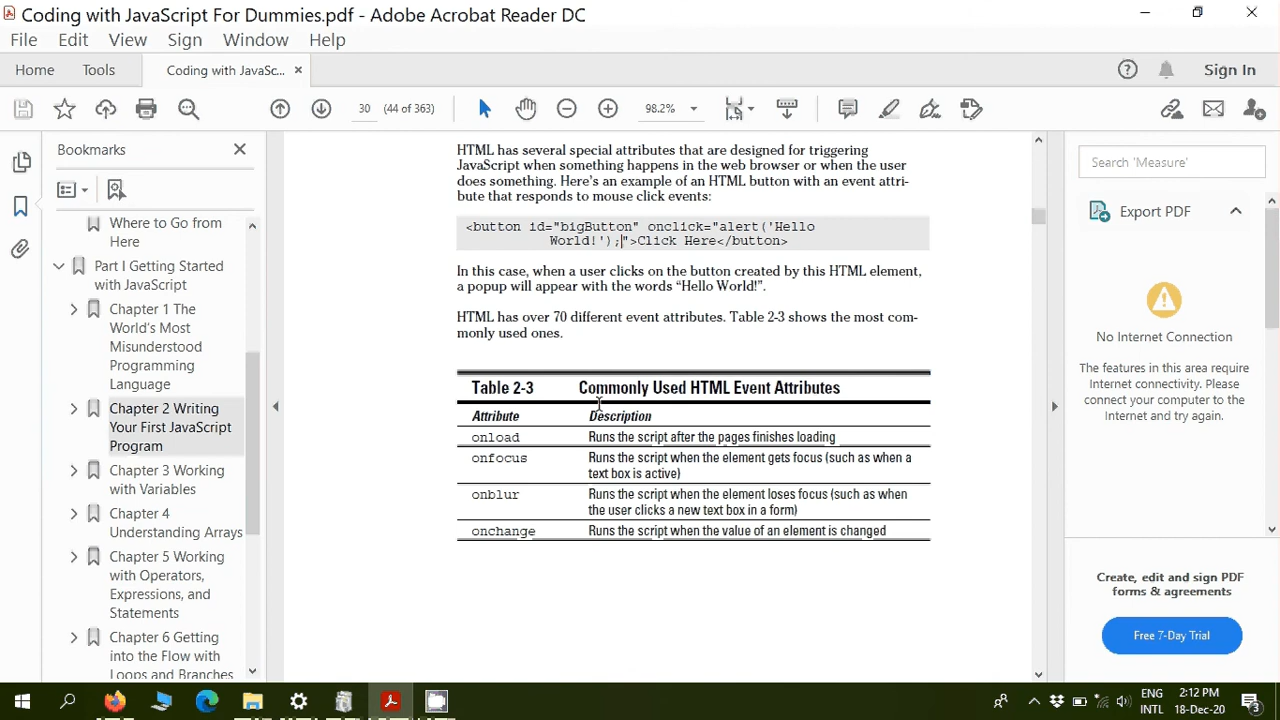 Coding with JavaScript For Dummies.pdf - Adobe Acrobat Reader DC
File Edit View Sign Window Help
Home Tools Coding with JavaSc... × Sign In
30 (44 of 363) 98.2%
Bookmarks
Where to Go from
Here
Part I Getting Started
with JavaScript
Chapter 1 The
World's Most
Misunderstood
Programming
Language
Chapter 2 Writing
Your First JavaScript
Program
Chapter 3 Working
with Variables
Chapter 4
Understanding Arrays
Chapter 5 Working
with Operators,
Expressions, and
Statements
Chapter 6 Getting
into the Flow with
Loops and Branches
HTML has several special attributes that are designed for triggering
JavaScript when something happens in the web browser or when the user
does something. Here's an example of an HTML button with an event attri-
bute that responds to mouse click events:
<button id="bigButton" onclick="alert('Hello
World!');">Click Here</button>
In this case, when a user clicks on the button created by this HTML element,
a popup will appear with the words “Hello World!”.
HTML has over 70 different event attributes. Table 2-3 shows the most com-
monly used ones.
Table 2-3 Commonly Used HTML Event Attributes
Attribute Description
onload Runs the script after the pages finishes loading
onfocus Runs the script when the element gets focus (such as when a
text box is active)
onblur Runs the script when the element loses focus (such as when
the user clicks a new text box in a form)
onchange Runs the script when the value of an element is changed
Search 'Measure'
Export PDF
No Internet Connection
The features in this area require
Internet connectivity. Please
connect your computer to the
Internet and try again.
Create, edit and sign PDF
forms & agreements
Free 7-Day Trial
ENG 2:12 PM
INTL 18-Dec-20 3